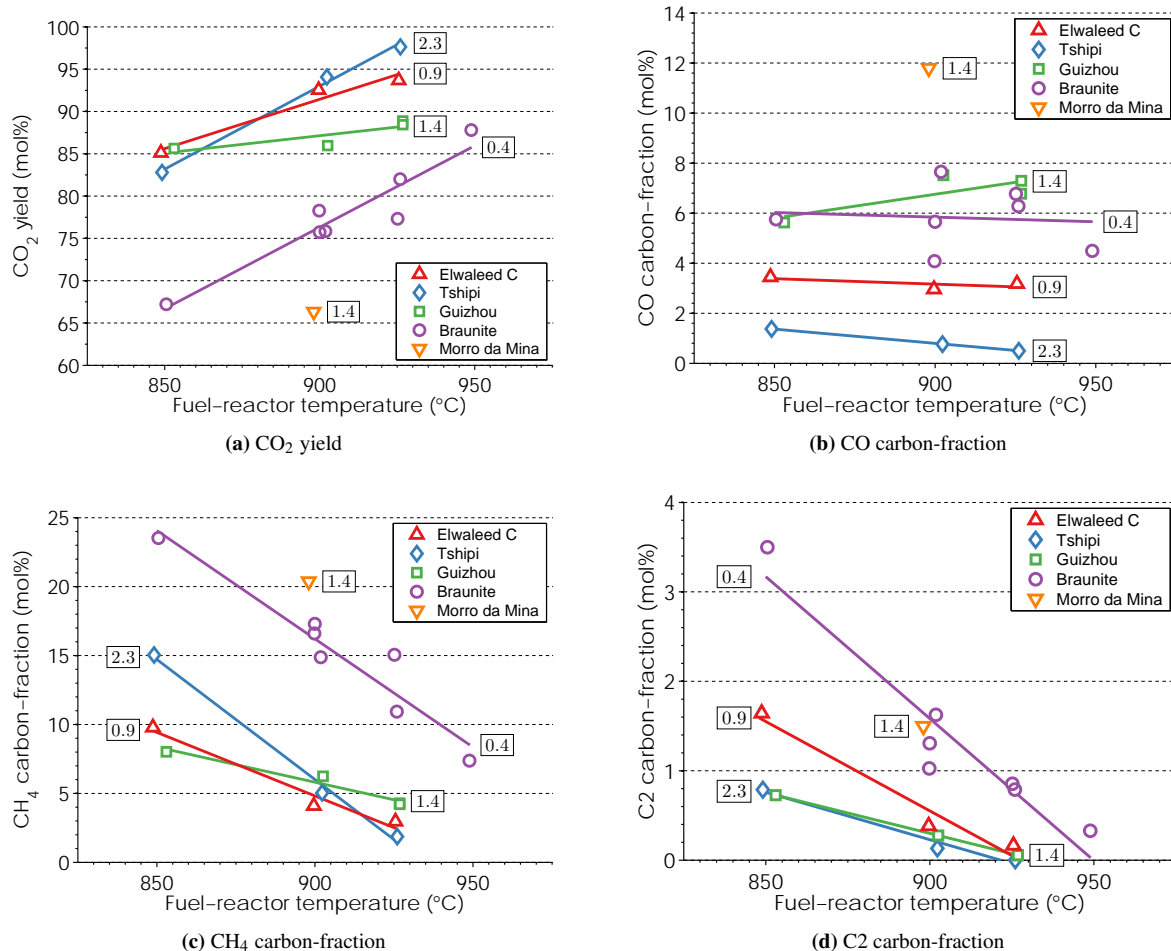 100
95
90
85
80
75
70
65
60
CO₂ yield (mol%)
2.3
0.9
1.4
0.4
1.4
Elwaleed C
Tshipi
Guizhou
Braunite
Morro da Mina
850
900
950
Fuel−reactor temperature (°C)
(a) CO₂ yield
14
12
10
8
6
4
2
0
CO carbon−fraction (mol%)
1.4
1.4
0.4
0.9
2.3
Elwaleed C
Tshipi
Guizhou
Braunite
Morro da Mina
850
900
950
Fuel−reactor temperature (°C)
(b) CO carbon-fraction
25
20
15
10
5
0
CH₄ carbon−fraction (mol%)
1.4
2.3
0.9
0.4
1.4
Elwaleed C
Tshipi
Guizhou
Braunite
Morro da Mina
850
900
950
Fuel−reactor temperature (°C)
(c) CH₄ carbon-fraction
4
3
2
1
0
C2 carbon−fraction (mol%)
0.4
0.9
1.4
2.3
1.4
Elwaleed C
Tshipi
Guizhou
Braunite
Morro da Mina
850
900
950
Fuel−reactor temperature (°C)
(d) C2 carbon-fraction